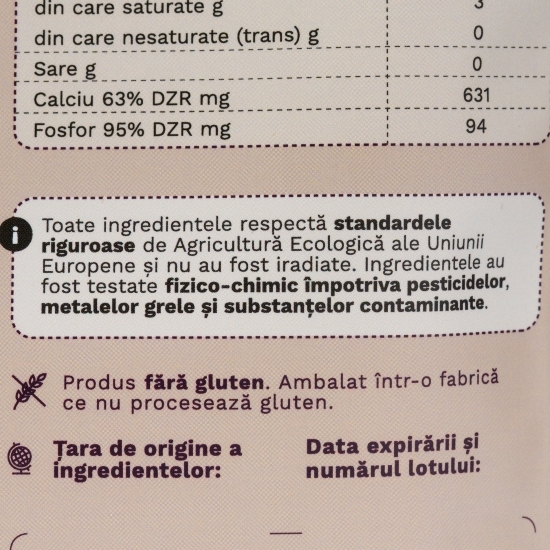 din care saturate g 3
din care nesaturate (trans) g 0
Sare g 0
Calciu 63% DZR mg 631
Fosfor 95% DZR mg 94
i
Toate ingredientele respectă standardele
riguroase de Agricultură Ecologică ale Uniunii
Europene și nu au fost iradiate. Ingredientele au
fost testate fizico-chimic împotriva pesticidelor,
metalelor grele și substanțelor contaminante.
Produs fără gluten. Ambalat într-o fabrică
ce nu procesează gluten.
Țara de origine a
ingredientelor:
Data expirării și
numărul lotului: